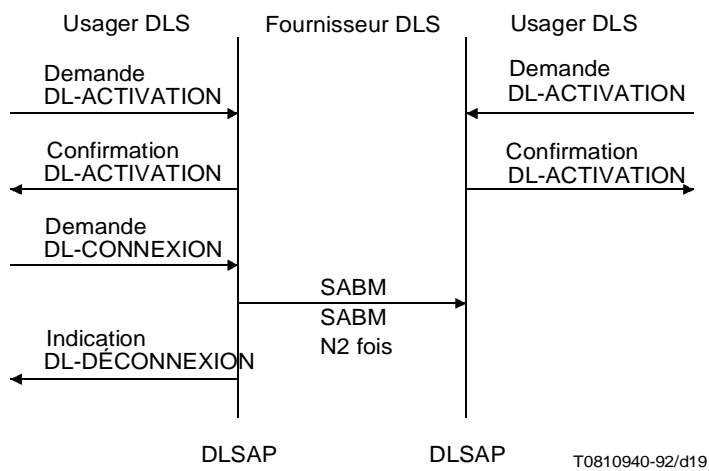 Usager DLS
Fournisseur DLS
Usager DLS
Demande
DL-ACTIVATION
Demande
DL-ACTIVATION
Confirmation
DL-ACTIVATION
Confirmation
DL-ACTIVATION
Demande
DL-CONNEXION
SABM
SABM
N2 fois
Indication
DL-DÉCONNEXION
DLSAP
DLSAP
T0810940-92/d19